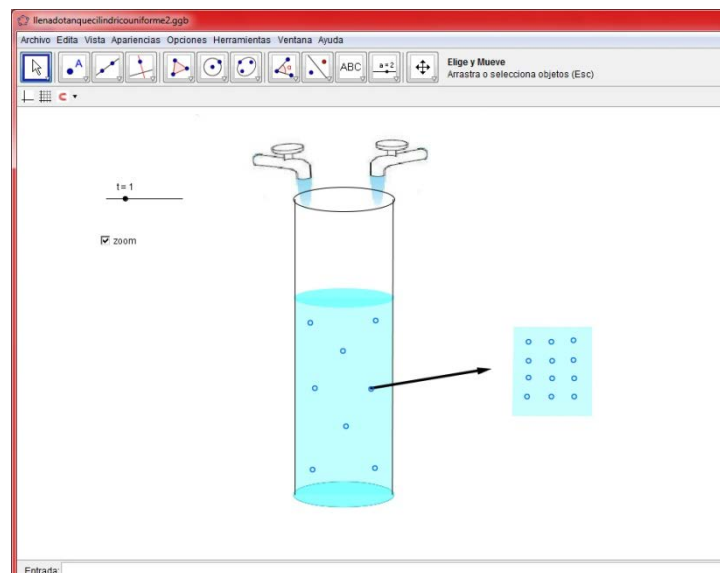 llenadotanquecilindricouniforme2.ggb
Archivo Edita Vista Apariencias Opciones Herramientas Ventana Ayuda
A
ABC
a = 2
Elige y Mueve
Arrastra o selecciona objetos (Esc)
t = 1
zoom
Entrada: